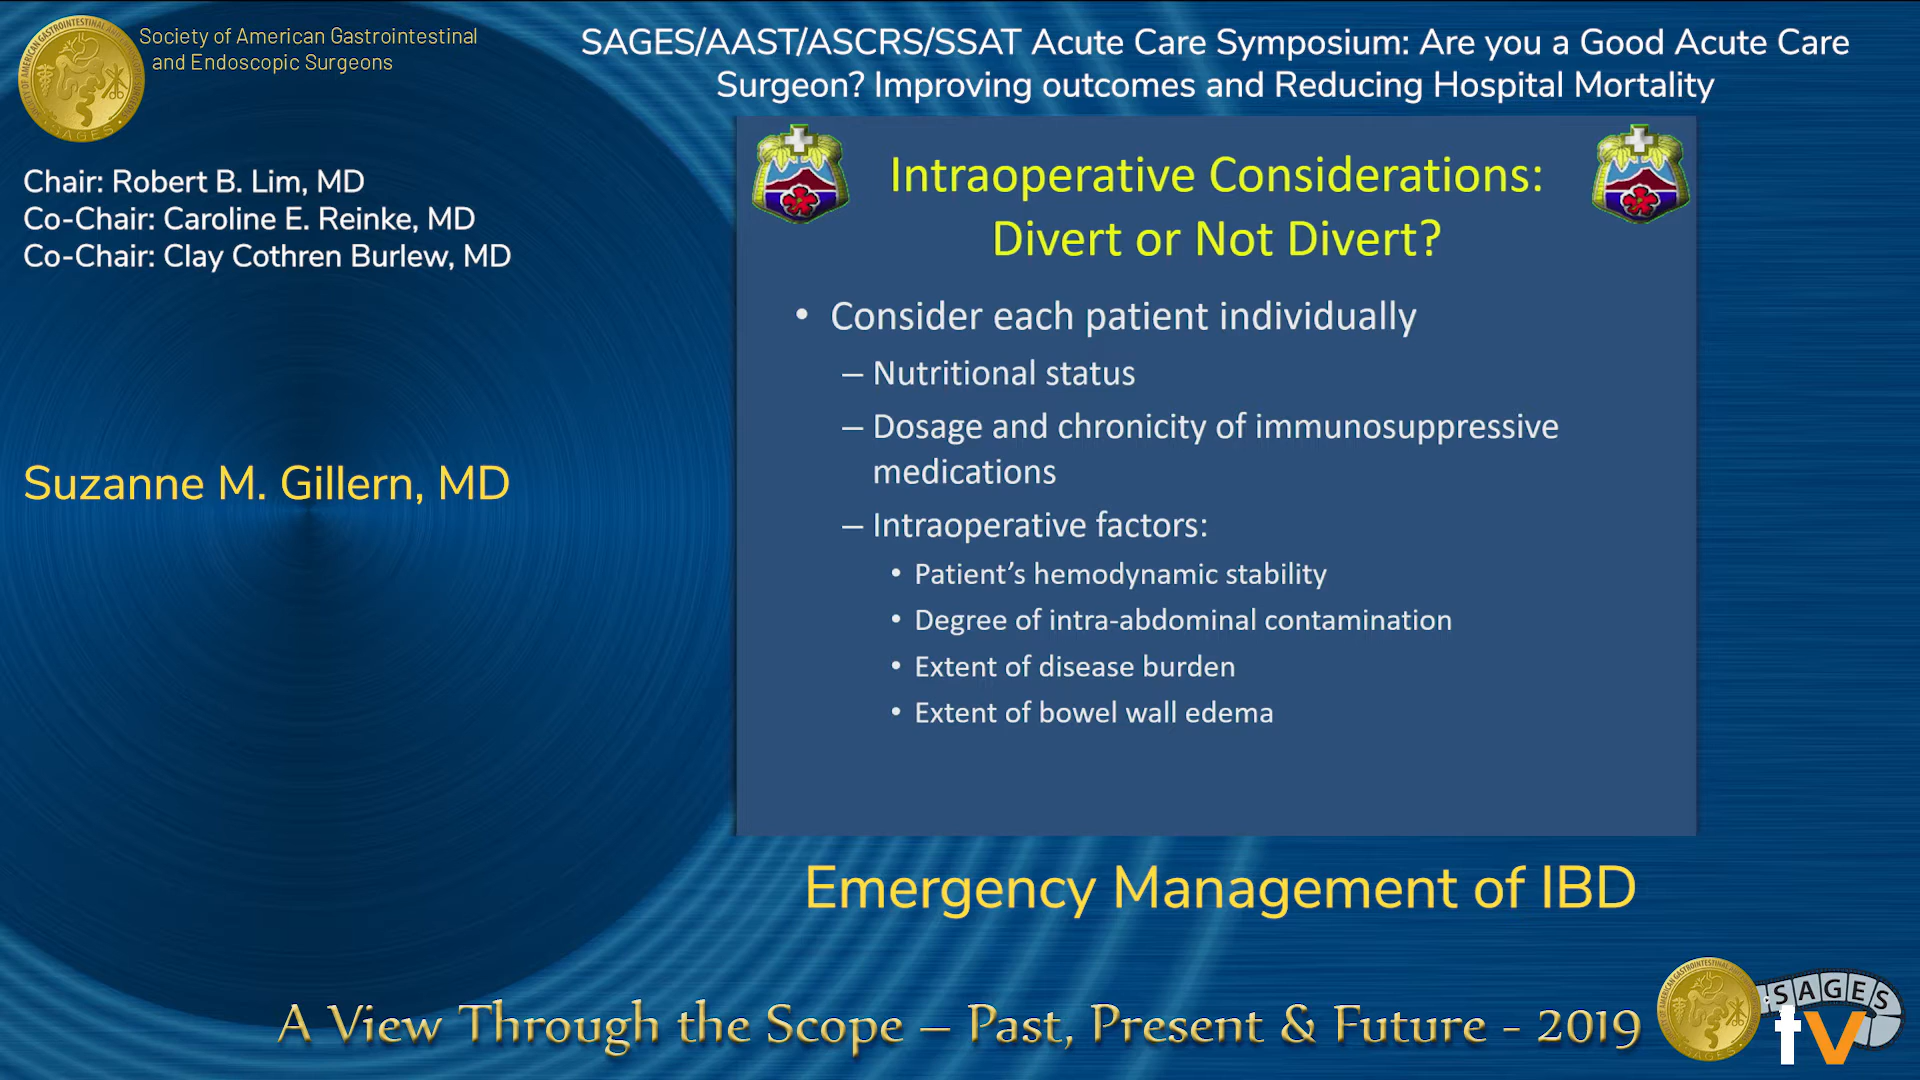 Society of American Gastrointestinal
and Endoscopic Surgeons
SAGES/AAST/ASCRS/SSAT Acute Care Symposium: Are you a Good Acute Care
Surgeon? Improving outcomes and Reducing Hospital Mortality
Chair: Robert B. Lim, MD
Co-Chair: Caroline E. Reinke, MD
Co-Chair: Clay Cothren Burlew, MD
Suzanne M. Gillern, MD
Intraoperative Considerations:
Divert or Not Divert?
• Consider each patient individually
– Nutritional status
– Dosage and chronicity of immunosuppressive
medications
– Intraoperative factors:
• Patient’s hemodynamic stability
• Degree of intra-abdominal contamination
• Extent of disease burden
• Extent of bowel wall edema
Emergency Management of IBD
A View Through the Scope – Past, Present & Future - 2019
SAGES
tv